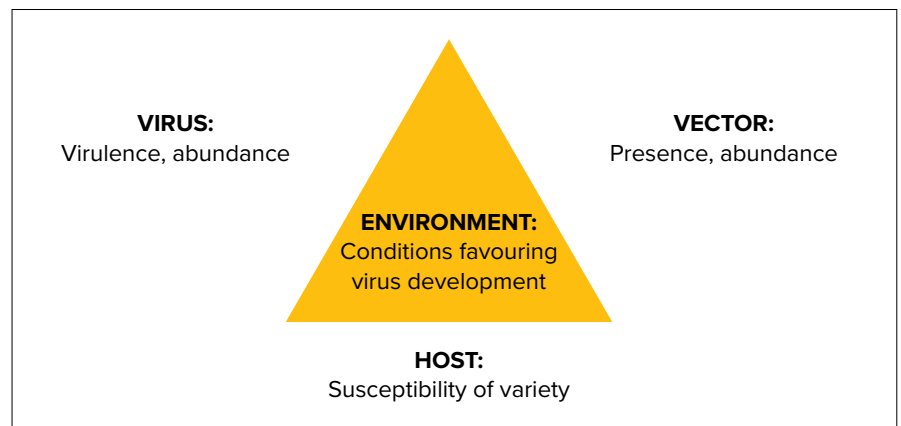 VIRUS:
Virulence, abundance
VECTOR:
Presence, abundance
ENVIRONMENT:
Conditions favouring
virus development
HOST:
Susceptibility of variety